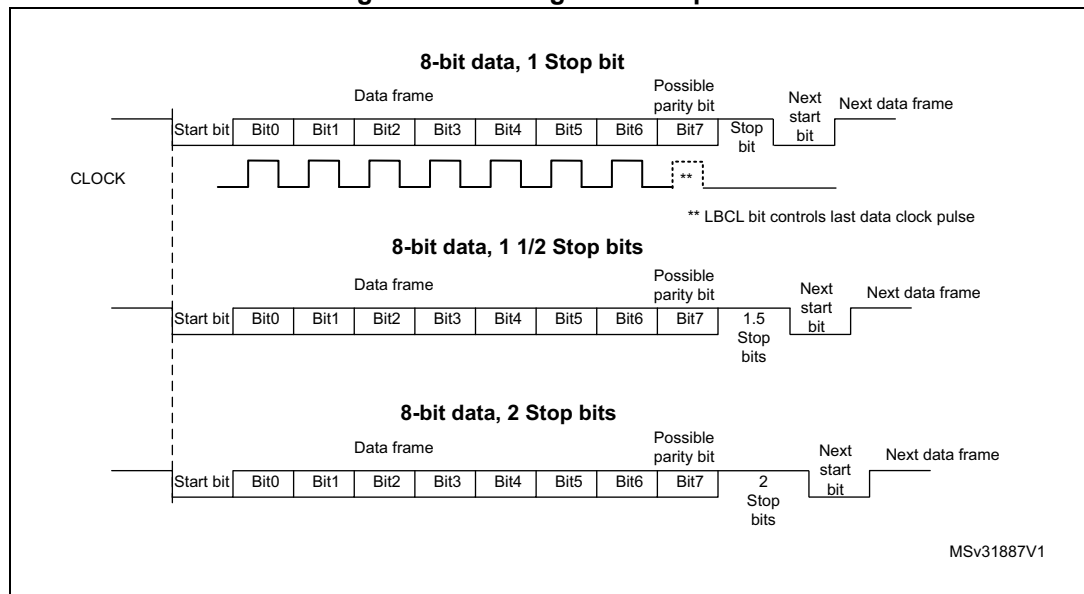 8-bit data, 1 Stop bit
Data frame
Possible parity bit
Next start bit
Next data frame
Start bit Bit0 Bit1 Bit2 Bit3 Bit4 Bit5 Bit6 Bit7 Stop bit
CLOCK
**
** LBCL bit controls last data clock pulse
8-bit data, 1 1/2 Stop bits
Data frame
Possible parity bit
Next start bit
Next data frame
Start bit Bit0 Bit1 Bit2 Bit3 Bit4 Bit5 Bit6 Bit7 1.5 Stop bits
8-bit data, 2 Stop bits
Data frame
Possible parity bit
Next start bit
Next data frame
Start bit Bit0 Bit1 Bit2 Bit3 Bit4 Bit5 Bit6 Bit7 2 Stop bits
MSv31887V1